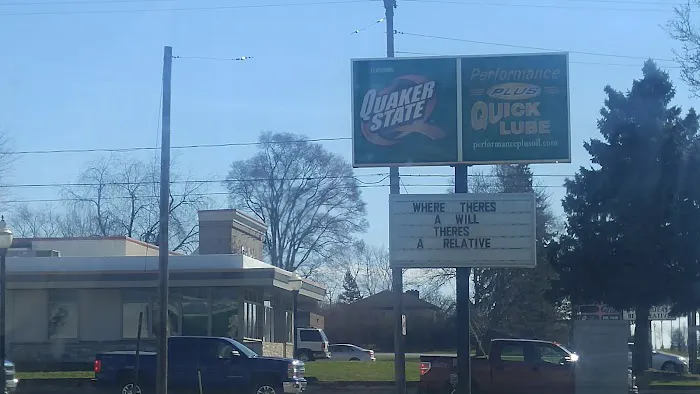 QUAKER
STATE
Performance
PLUS
QUICK
LUBE
performanceplusoil.com
WHERE THERES
A WILL
THERES
A RELATIVE